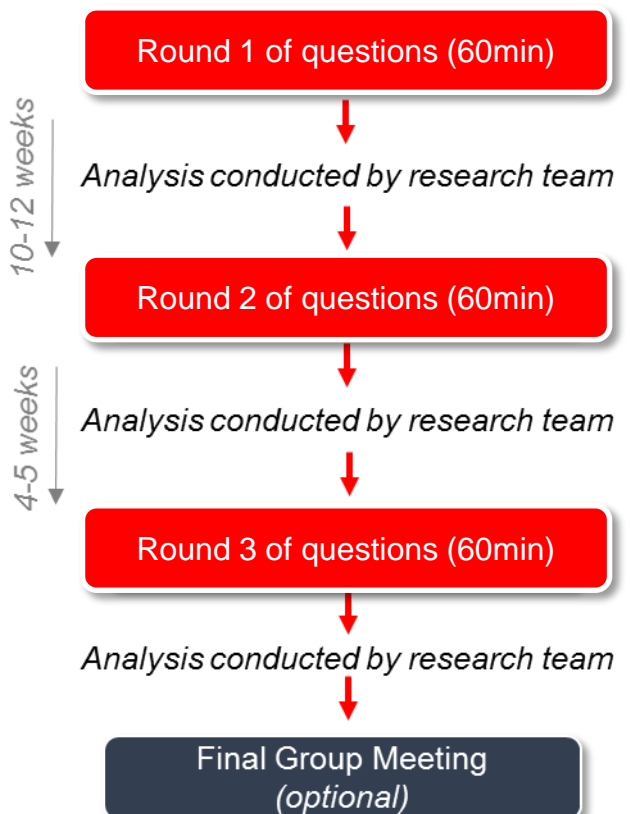 Round 1 of questions (60min)
10-12 weeks
Analysis conducted by research team
Round 2 of questions (60min)
4-5 weeks
Analysis conducted by research team
Round 3 of questions (60min)
Analysis conducted by research team
Final Group Meeting
(optional)